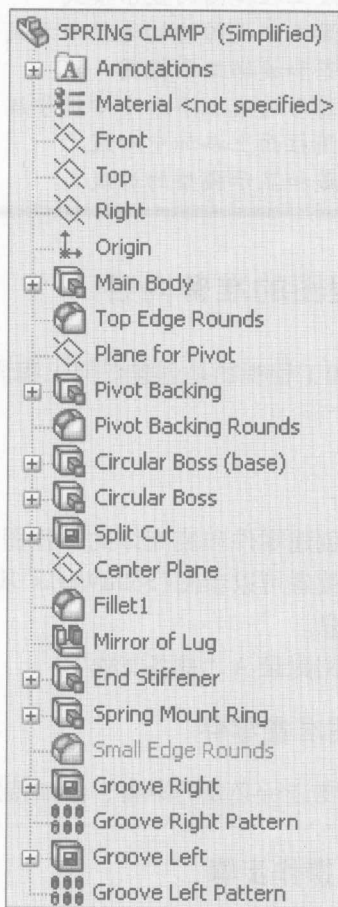 SPRING CLAMP (Simplified)
Annotations
Material <not specified>
Front
Top
Right
Origin
Main Body
Top Edge Rounds
Plane for Pivot
Pivot Backing
Pivot Backing Rounds
Circular Boss (base)
Circular Boss
Split Cut
Center Plane
Fillet1
Mirror of Lug
End Stiffener
Spring Mount Ring
Small Edge Rounds
Groove Right
Groove Right Pattern
Groove Left
Groove Left Pattern